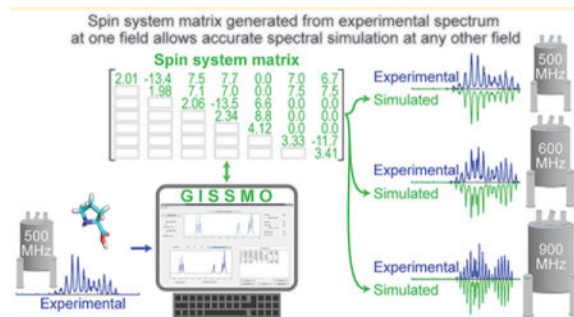 Spin system matrix generated from experimental spectrum
at one field allows accurate spectral simulation at any other field
Spin system matrix
2.01 -13.4 7.5 7.7 0.0 7.0 6.7
1.98 7.1 7.0 0.0 7.5 7.5
2.06 -13.5 6.6 0.0 0.0
2.34 8.8 0.0 0.0
4.12 0.0 0.0
3.33 -11.7
3.41
Experimental
Simulated
500
MHz
Experimental
Simulated
600
MHz
Experimental
Simulated
900
MHz
GISSMO
500
MHz
Experimental